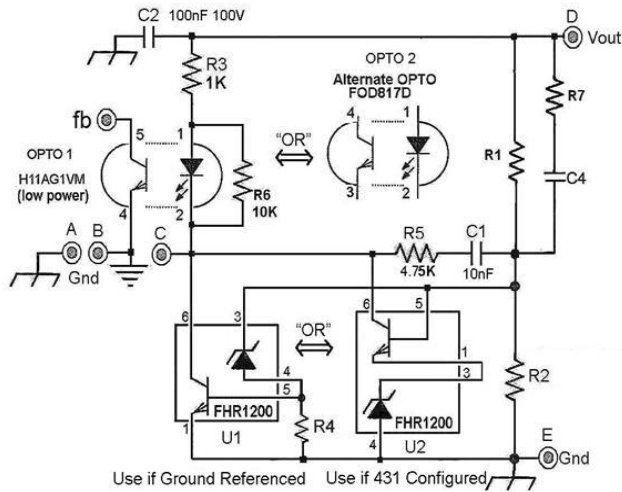 C2 100nF 100V
D
Vout
R3
1K
OPTO 2
Alternate OPTO
FOD817D
R7
fb
5
1
4
1
"OR"
R1
OPTO 1
H11AG1VM
(low power)
R6
10K
C4
4
2
3
2
A
B
C
R5
C1
4.75K
10nF
Gnd
6
3
"OR"
6
5
4
1
5
3
R2
FHR1200
FHR1200
R4
1
U1
4
U2
E
Gnd
Use if Ground Referenced
Use if 431 Configured